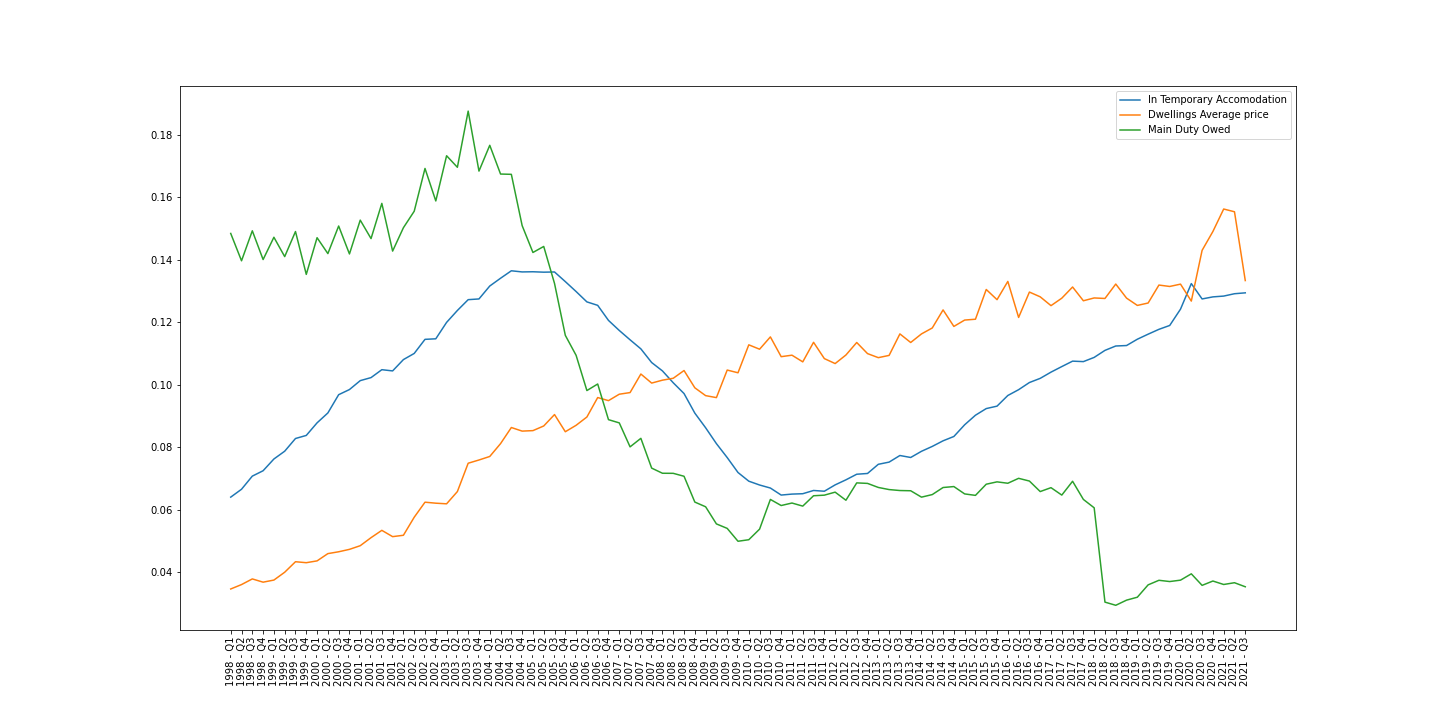 In Temporary Accomodation
Dwellings Average price
Main Duty Owed
0.18
0.16
0.14
0.12
0.10
0.08
0.06
0.04
1998 - Q1
1998 - Q2
1998 - Q3
1998 - Q4
1999 - Q1
1999 - Q2
1999 - Q3
1999 - Q4
2000 - Q1
2000 - Q2
2000 - Q3
2000 - Q4
2001 - Q1
2001 - Q2
2001 - Q3
2001 - Q4
2002 - Q1
2002 - Q2
2002 - Q3
2002 - Q4
2003 - Q1
2003 - Q2
2003 - Q3
2003 - Q4
2004 - Q1
2004 - Q2
2004 - Q3
2004 - Q4
2005 - Q1
2005 - Q2
2005 - Q3
2005 - Q4
2006 - Q1
2006 - Q2
2006 - Q3
2006 - Q4
2007 - Q1
2007 - Q2
2007 - Q3
2007 - Q4
2008 - Q1
2008 - Q2
2008 - Q3
2008 - Q4
2009 - Q1
2009 - Q2
2009 - Q3
2009 - Q4
2010 - Q1
2010 - Q2
2010 - Q3
2010 - Q4
2011 - Q1
2011 - Q2
2011 - Q3
2011 - Q4
2012 - Q1
2012 - Q2
2012 - Q3
2012 - Q4
2013 - Q1
2013 - Q2
2013 - Q3
2013 - Q4
2014 - Q1
2014 - Q2
2014 - Q3
2014 - Q4
2015 - Q1
2015 - Q2
2015 - Q3
2015 - Q4
2016 - Q1
2016 - Q2
2016 - Q3
2016 - Q4
2017 - Q1
2017 - Q2
2017 - Q3
2017 - Q4
2018 - Q1
2018 - Q2
2018 - Q3
2018 - Q4
2019 - Q1
2019 - Q2
2019 - Q3
2019 - Q4
2020 - Q1
2020 - Q2
2020 - Q3
2020 - Q4
2021 - Q1
2021 - Q2
2021 - Q3